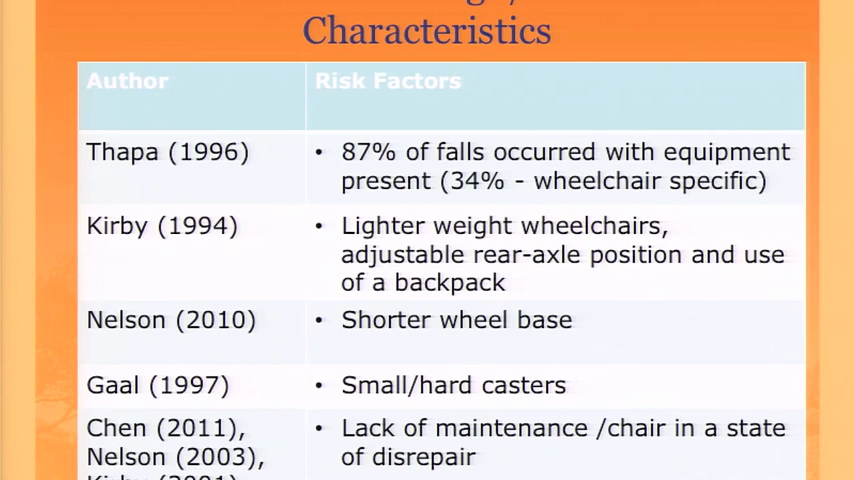 Characteristics
Author
Risk Factors
Thapa (1996)
• 87% of falls occurred with equipment
present (34% - wheelchair specific)
Kirby (1994)
• Lighter weight wheelchairs,
adjustable rear-axle position and use
of a backpack
Nelson (2010)
• Shorter wheel base
Gaal (1997)
• Small/hard casters
Chen (2011),
Nelson (2003),
• Lack of maintenance /chair in a state
of disrepair